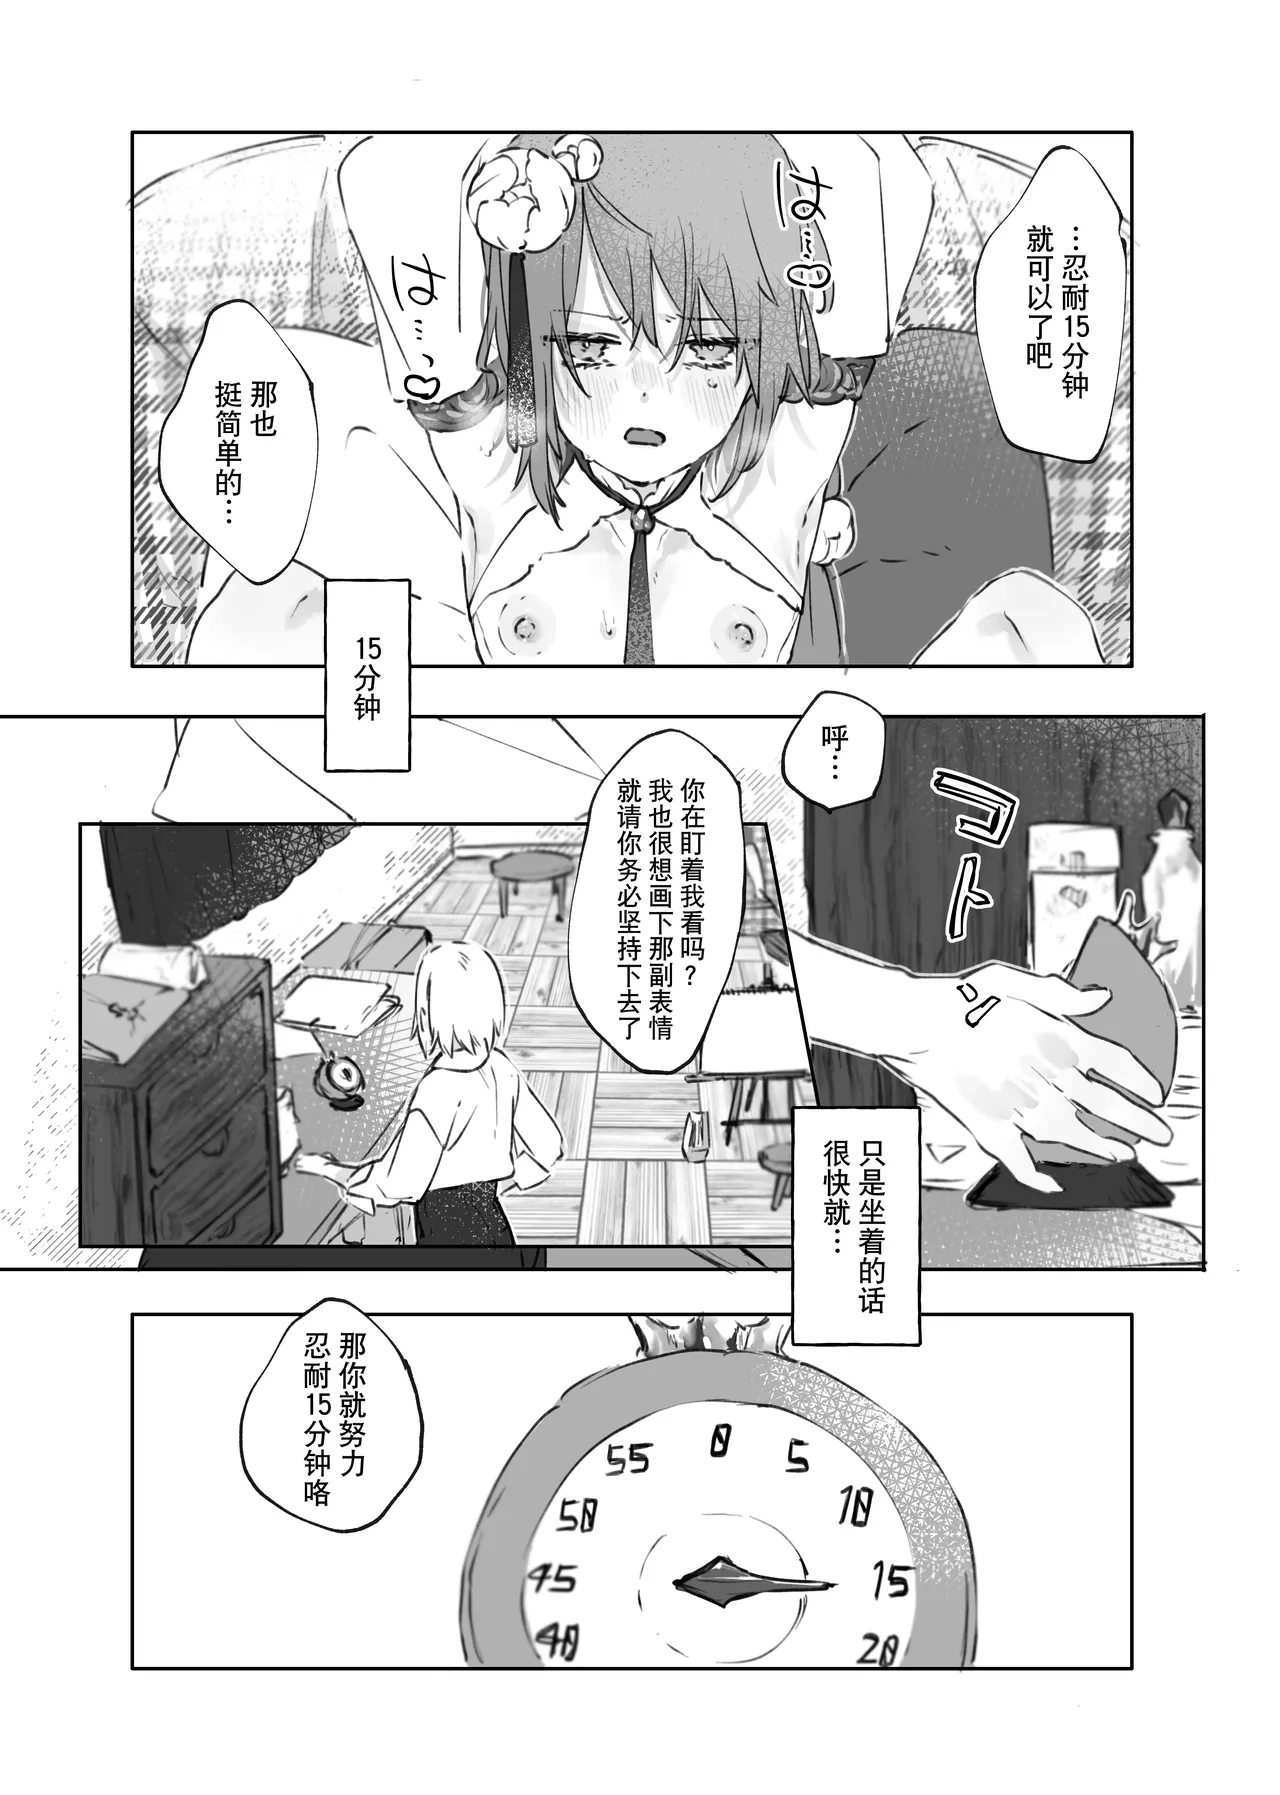 …忍耐15分钟
就可以了吧
は…
は…っ
那也
挺简单的…
15分钟
呼…
コトン
你在盯着我看吗？
我也很想画下那副表情
就请你务必坚持下去了
只是坐着的话
很快就…
那你就努力
忍耐15分钟咯
0
5
10
15
20
40
45
50
55